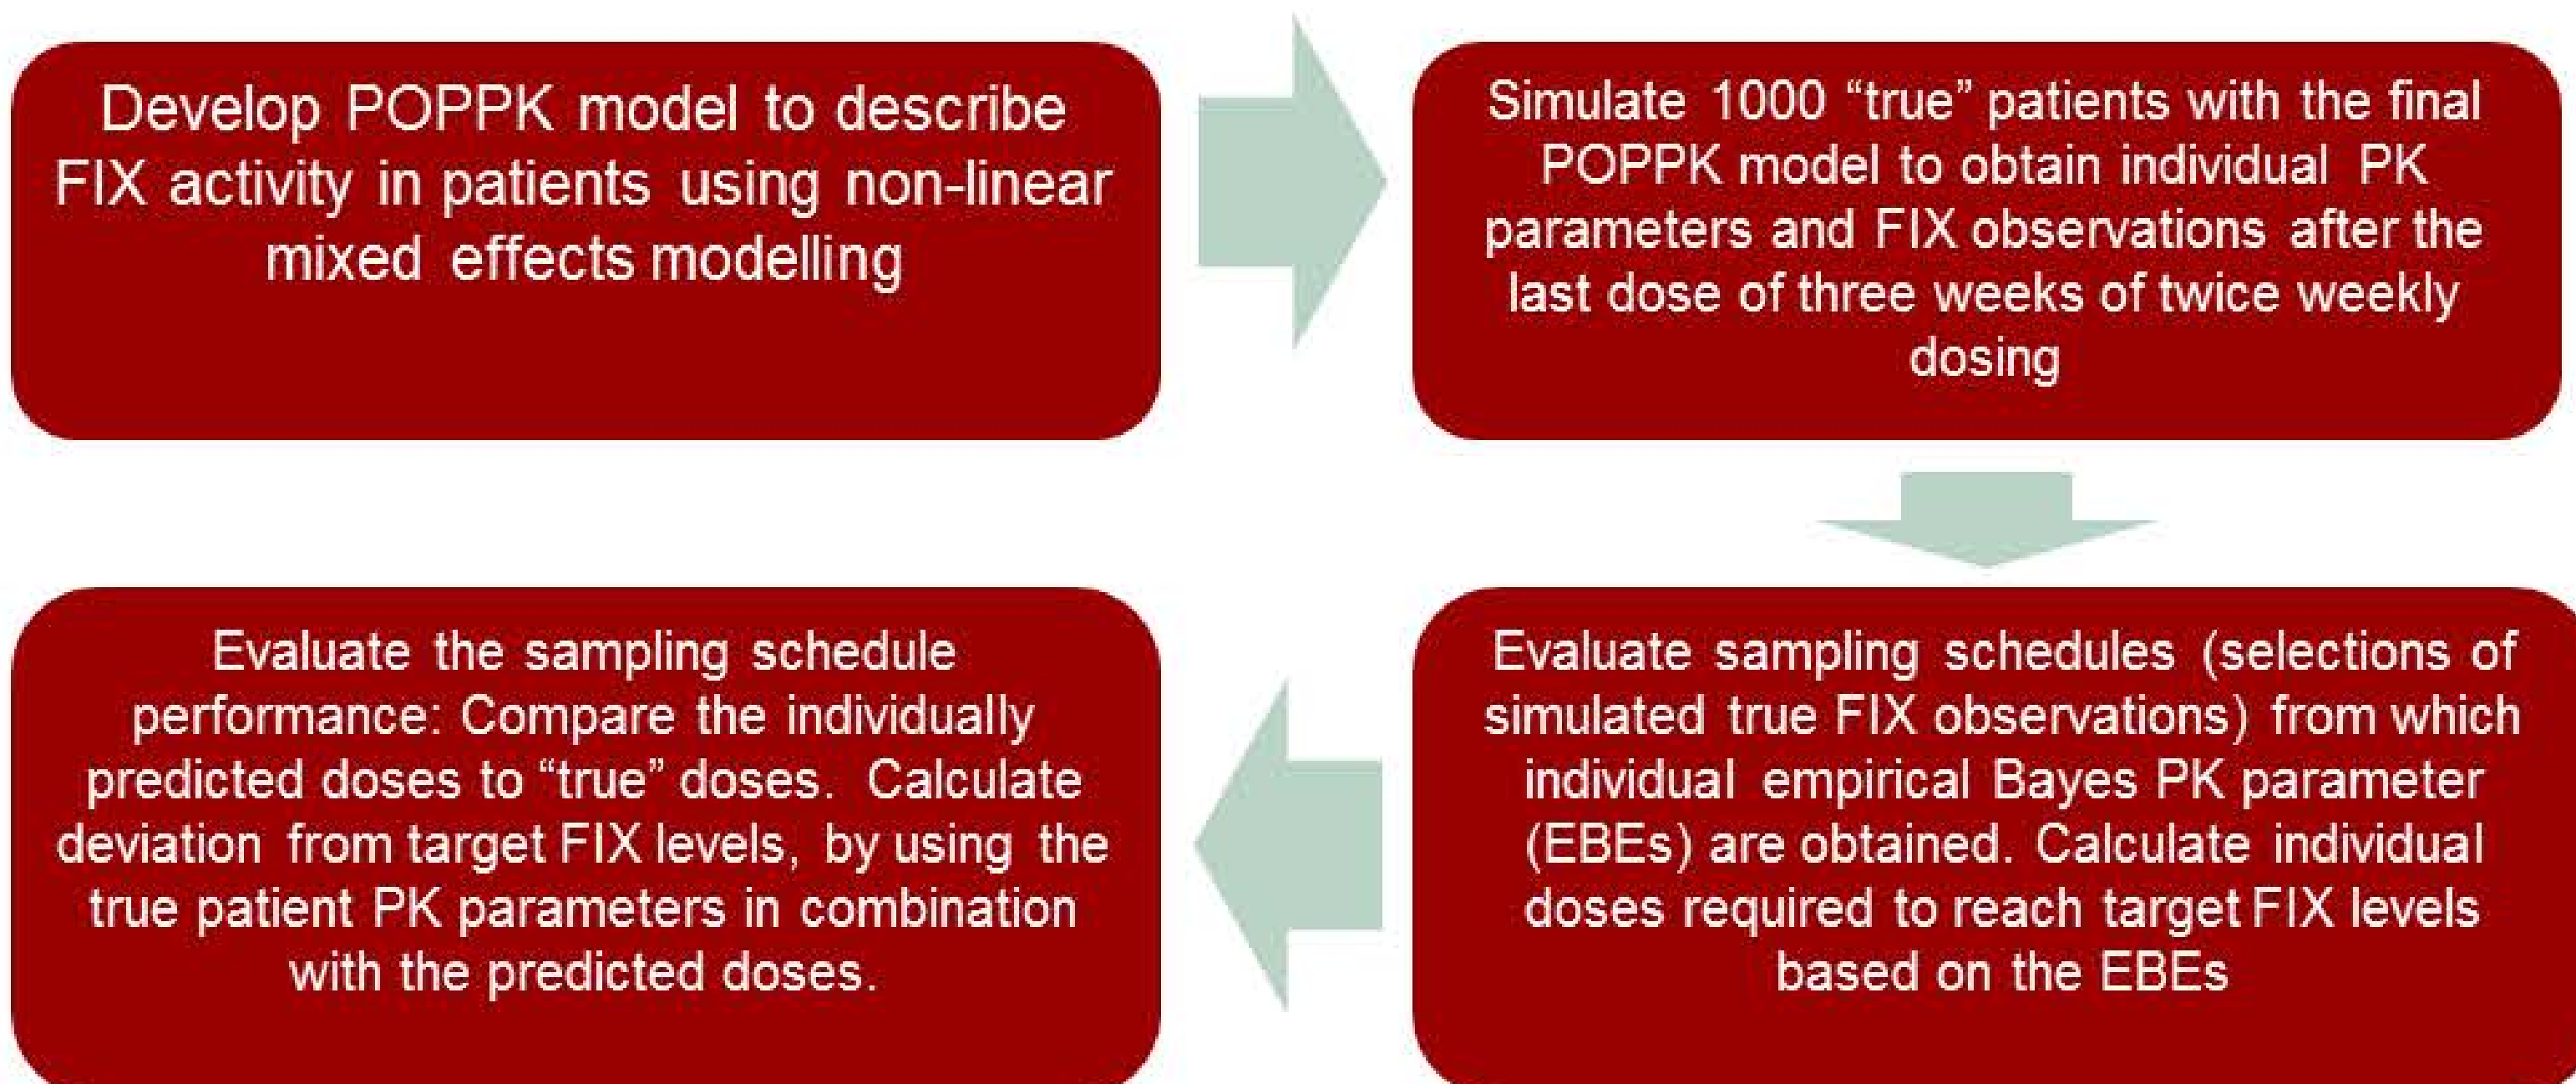 Develop POPPK model to describe
FIX activity in patients using non-linear
mixed effects modelling
Simulate 1000 “true” patients with the final
POPPK model to obtain individual PK
parameters and FIX observations after the
last dose of three weeks of twice weekly
dosing
Evaluate sampling schedules (selections of
simulated true FIX observations) from which
individual empirical Bayes PK parameter
(EBEs) are obtained. Calculate individual
doses required to reach target FIX levels
based on the EBEs
Evaluate the sampling schedule
performance: Compare the individually
predicted doses to “true” doses. Calculate
deviation from target FIX levels, by using the
true patient PK parameters in combination
with the predicted doses.